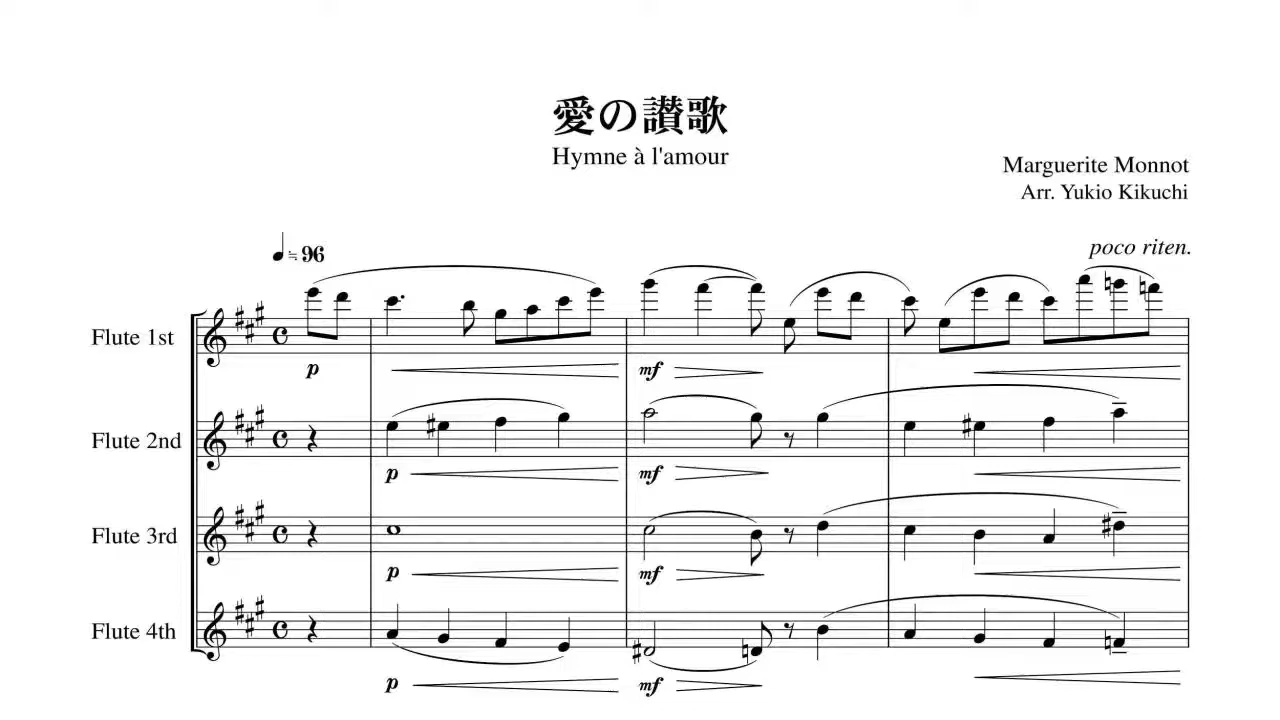 愛の讃歌
Hymne à l'amour
Marguerite Monnot
Arr. Yukio Kikuchi
♩≒96
poco riten.
Flute 1st
p
mf
Flute 2nd
p
mf
Flute 3rd
p
mf
Flute 4th
p
mf